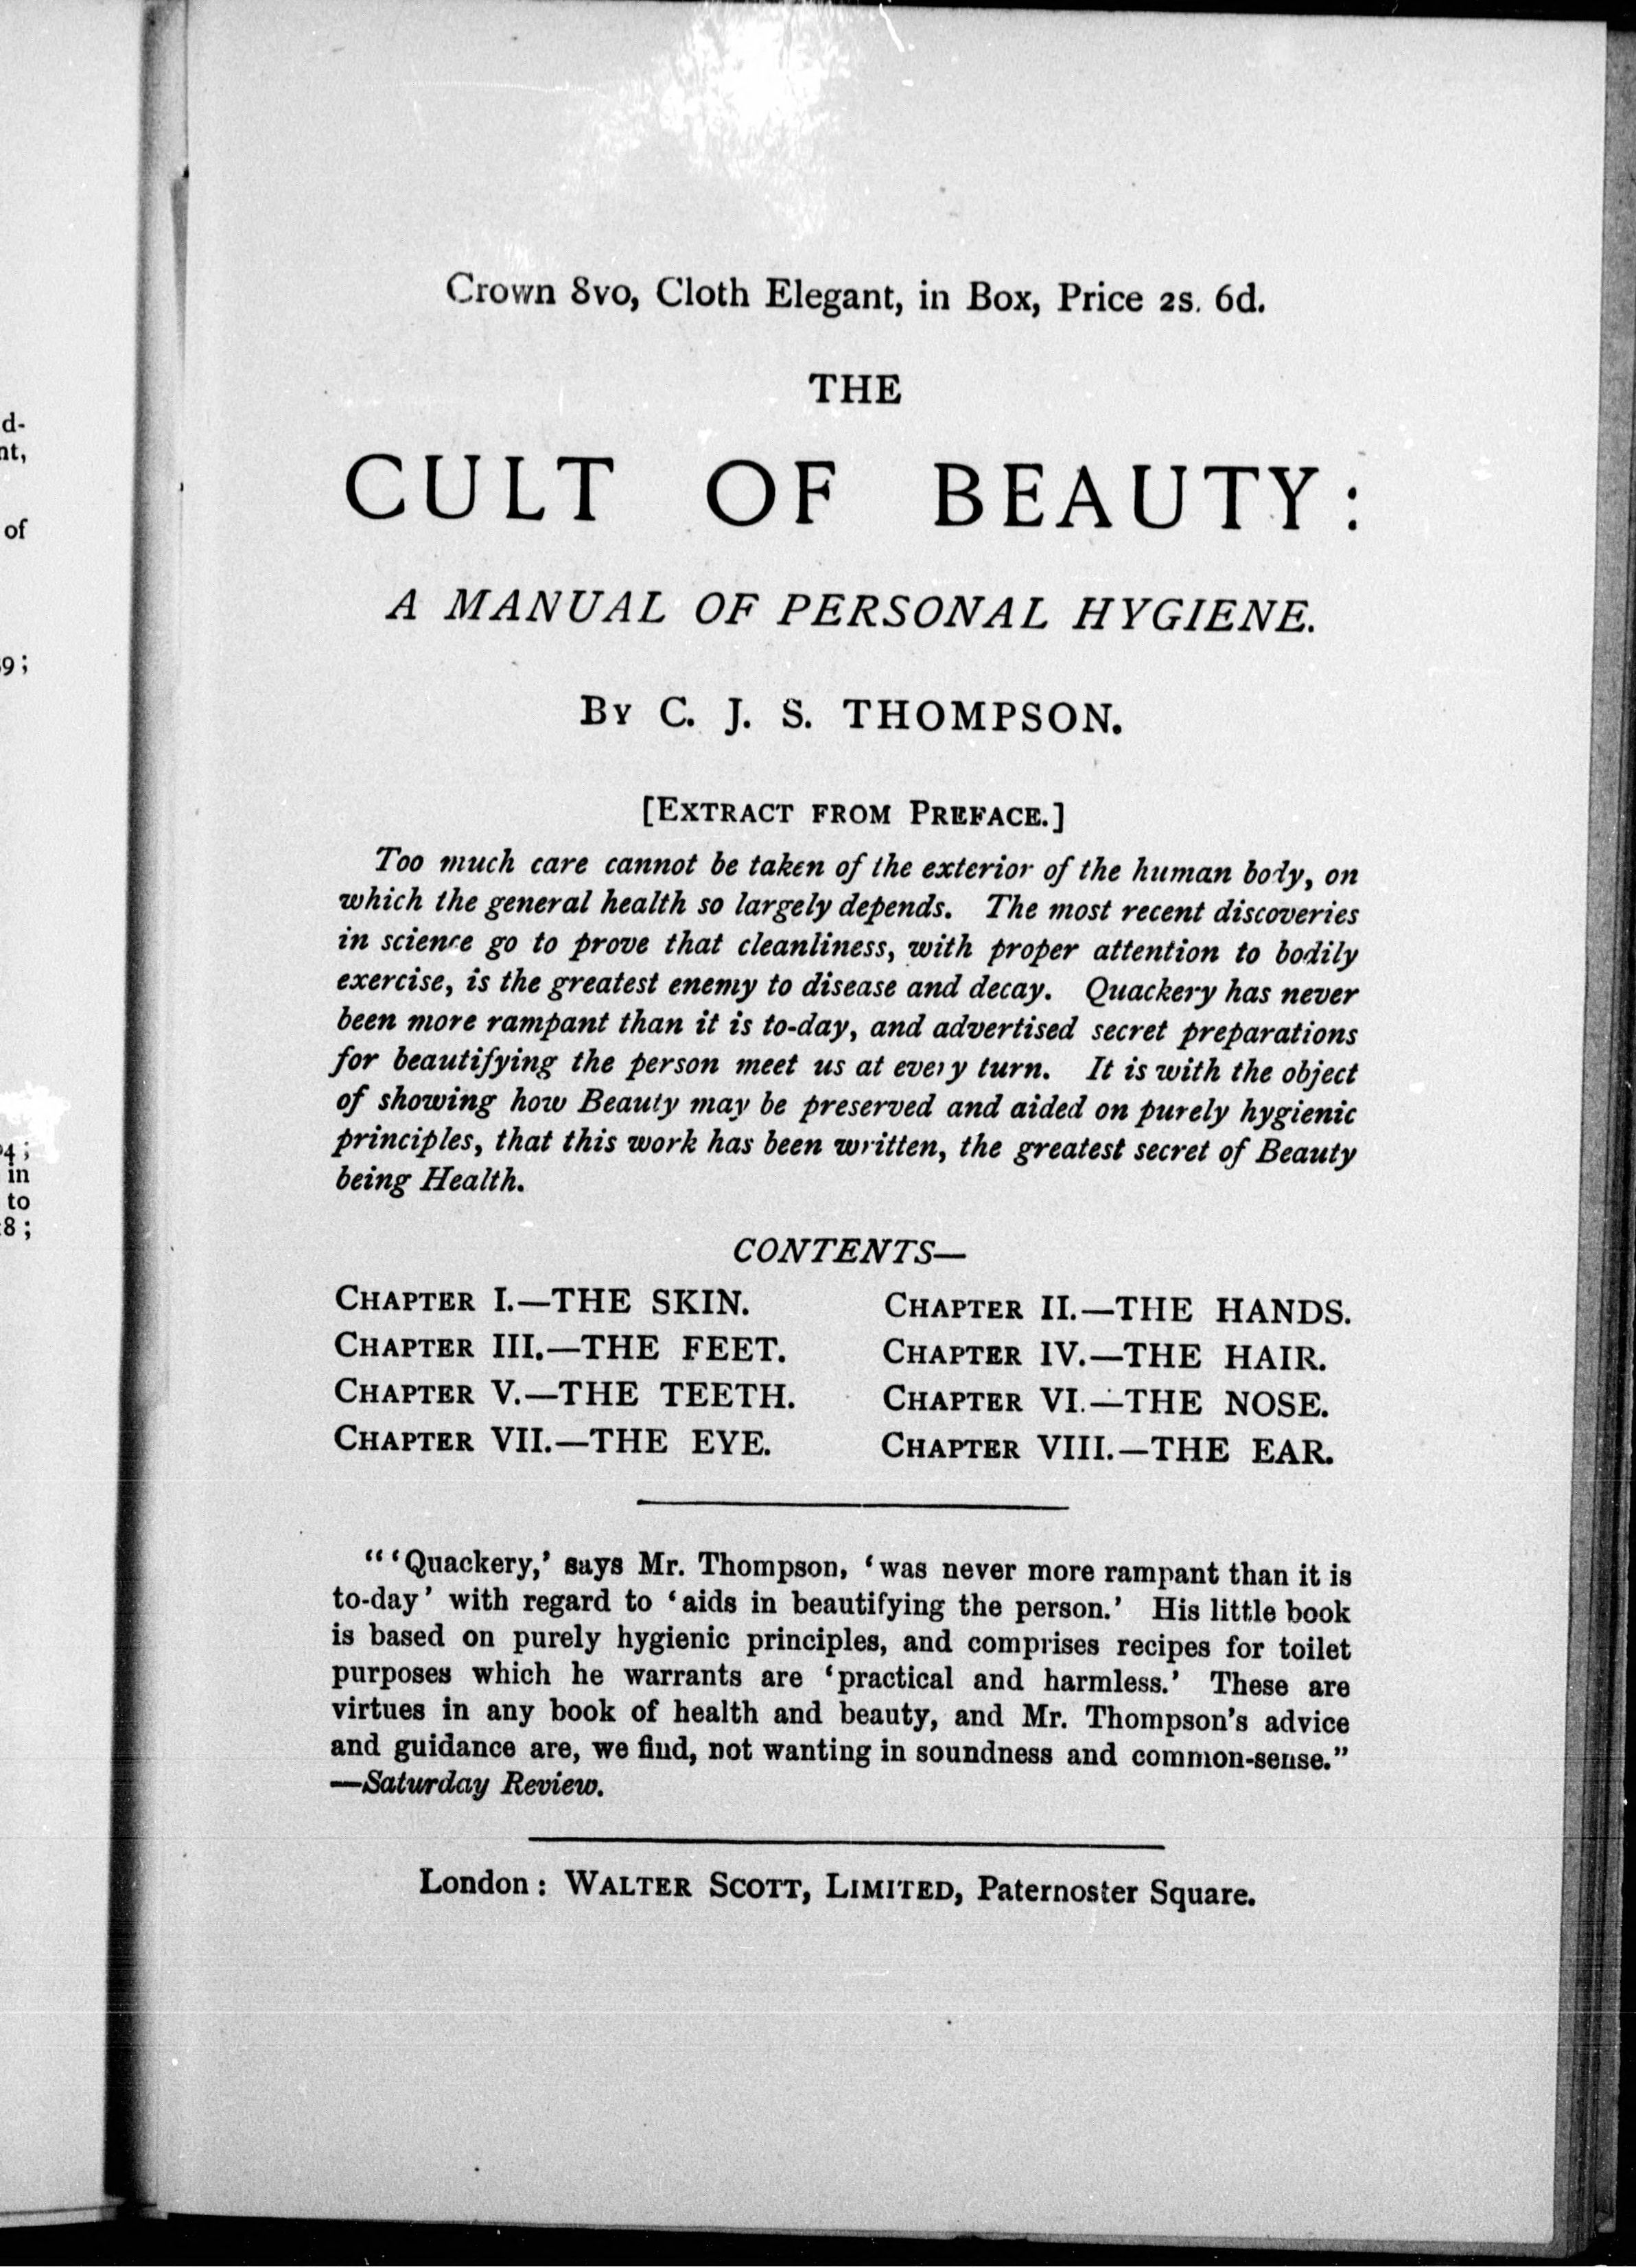 d-
nt,
of
9;
4;
in
to
8;
Crown 8vo, Cloth Elegant, in Box, Price 2s. 6d.
THE
CULT OF BEAUTY:
A MANUAL OF PERSONAL HYGIENE.
By C. J. S. THOMPSON.
[Extract from Preface.]
Too much care cannot be taken of the exterior of the human body, on
which the general health so largely depends. The most recent discoveries
in science go to prove that cleanliness, with proper attention to bodily
exercise, is the greatest enemy to disease and decay. Quackery has never
been more rampant than it is to-day, and advertised secret preparations
for beautifying the person meet us at every turn. It is with the object
of showing how Beauty may be preserved and aided on purely hygienic
principles, that this work has been written, the greatest secret of Beauty
being Health.
CONTENTS—
Chapter I.—THE SKIN. Chapter II.—THE HANDS.
Chapter III.—THE FEET. Chapter IV.—THE HAIR.
Chapter V.—THE TEETH. Chapter VI.—THE NOSE.
Chapter VII.—THE EYE. Chapter VIII.—THE EAR.
"'Quackery,' says Mr. Thompson, 'was never more rampant than it is
to-day' with regard to 'aids in beautifying the person.' His little book
is based on purely hygienic principles, and comprises recipes for toilet
purposes which he warrants are 'practical and harmless.' These are
virtues in any book of health and beauty, and Mr. Thompson's advice
and guidance are, we find, not wanting in soundness and common-sense."
—Saturday Review.
London: Walter Scott, Limited, Paternoster Square.